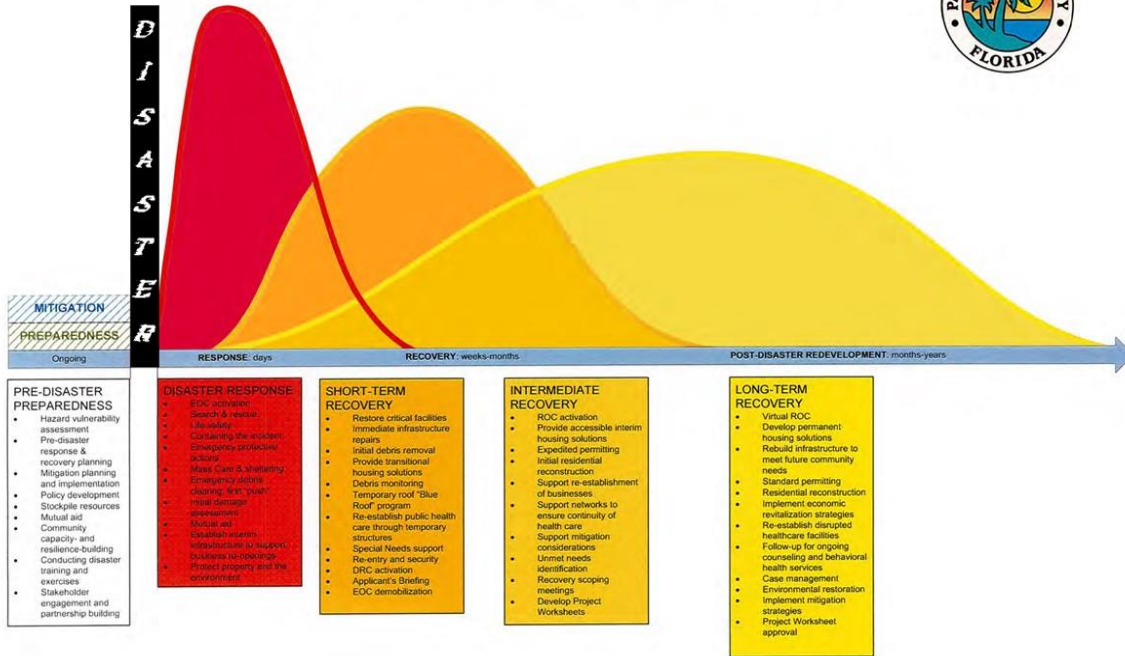 FLORIDA
DISASTER
MITIGATION
PREPAREDNESS
Ongoing
RESPONSE: days
RECOVERY: weeks-months
POST-DISASTER REDEVELOPMENT: months-years
PRE-DISASTER
PREPAREDNESS
• Hazard vulnerability
assessment
• Pre-disaster
response &
recovery planning
• Mitigation planning
and implementation
• Policy development
• Stockpile resources
• Mutual aid
• Community
capacity- and
resilience-building
• Conducting disaster
training and
exercises
• Stakeholder
engagement and
partnership building
DISASTER RESPONSE
• EOC activation
• Search & rescue,
• Life safety
• Containing the incident
• Emergency protective
actions
• Mass Care & sheltering
• Emergency debris
clearing: first "push"
• Initial damage
assessment
• Mutual aid
• Establish interim
infrastructure to support
business re-openings
• Protect property and the
environment
SHORT-TERM
RECOVERY
• Restore critical facilities
• Immediate infrastructure
repairs
• Initial debris removal
• Provide transitional
housing solutions
• Debris monitoring
• Temporary roof "Blue
Roof" program
• Re-establish public health
care through temporary
structures
• Special Needs support
• Re-entry and security
• DRC activation
• Applicant's Briefing
• EOC demobilization
INTERMEDIATE
RECOVERY
• ROC activation
• Provide accessible interim
housing solutions
• Expedited permitting
• Initial residential
reconstruction
• Support re-establishment
of businesses
• Support networks to
ensure continuity of
health care
• Support mitigation
considerations
• Unmet needs
identification
• Recovery scoping
meetings
• Develop Project
Worksheets
LONG-TERM
RECOVERY
• Virtual ROC
• Develop permanent
housing solutions
• Rebuild infrastructure to
meet future community
needs
• Standard permitting
• Residential reconstruction
• Implement economic
revitalization strategies
• Re-establish disrupted
healthcare facilities
• Follow-up for ongoing
counseling and behavioral
health services
• Case management
• Environmental restoration
• Implement mitigation
strategies
• Project Worksheet
approval